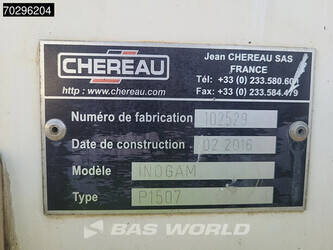 70296204
CHEREAU
http : www.chereau.com
Jean CHEREAU SAS
FRANCE
Tél: +33 (0) 233.580.601
Fax: +33 (0) 233.584.479
Numéro de fabrication 102529
Date de construction 02 2016
Modèle INOGAM
Type P1507
BAS WORLD